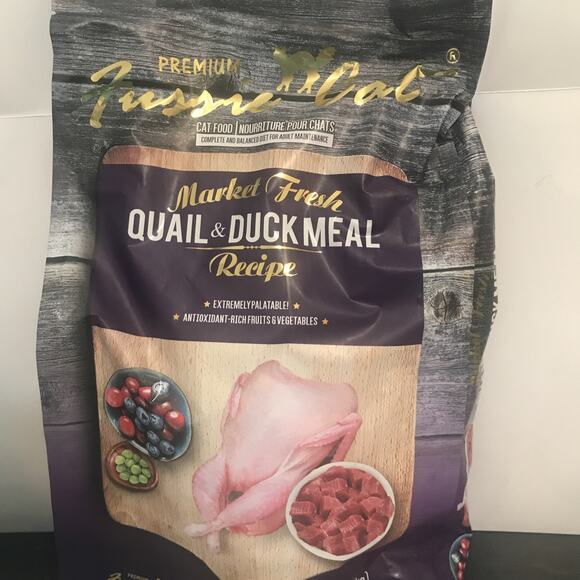 PREMIUM
Fussie Cat
CAT FOOD | NOURRITURE POUR CHATS
COMPLETE AND BALANCED DIET FOR ADULT MAINTENANCE
Market Fresh
QUAIL & DUCK MEAL
Recipe
★ EXTREMELY PALATABLE! ★
★ ANTIOXIDANT-RICH FRUITS & VEGETABLES ★
PREMIUM